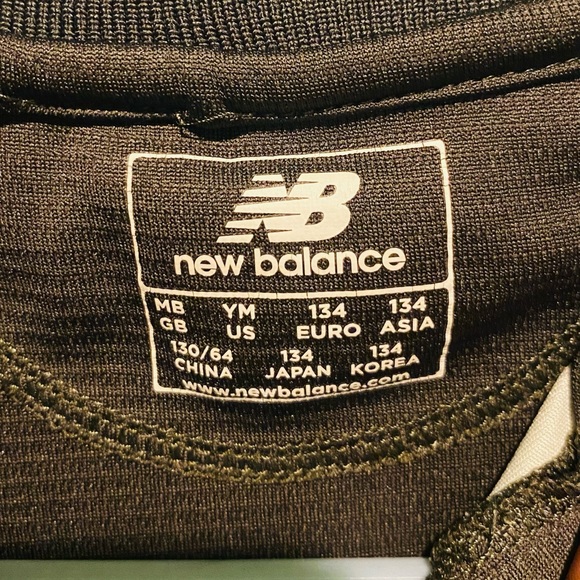 NB
new balance
MB YM 134 134
GB US EURO ASIA
130/64 134 134
CHINA JAPAN KOREA
www.newbalance.com